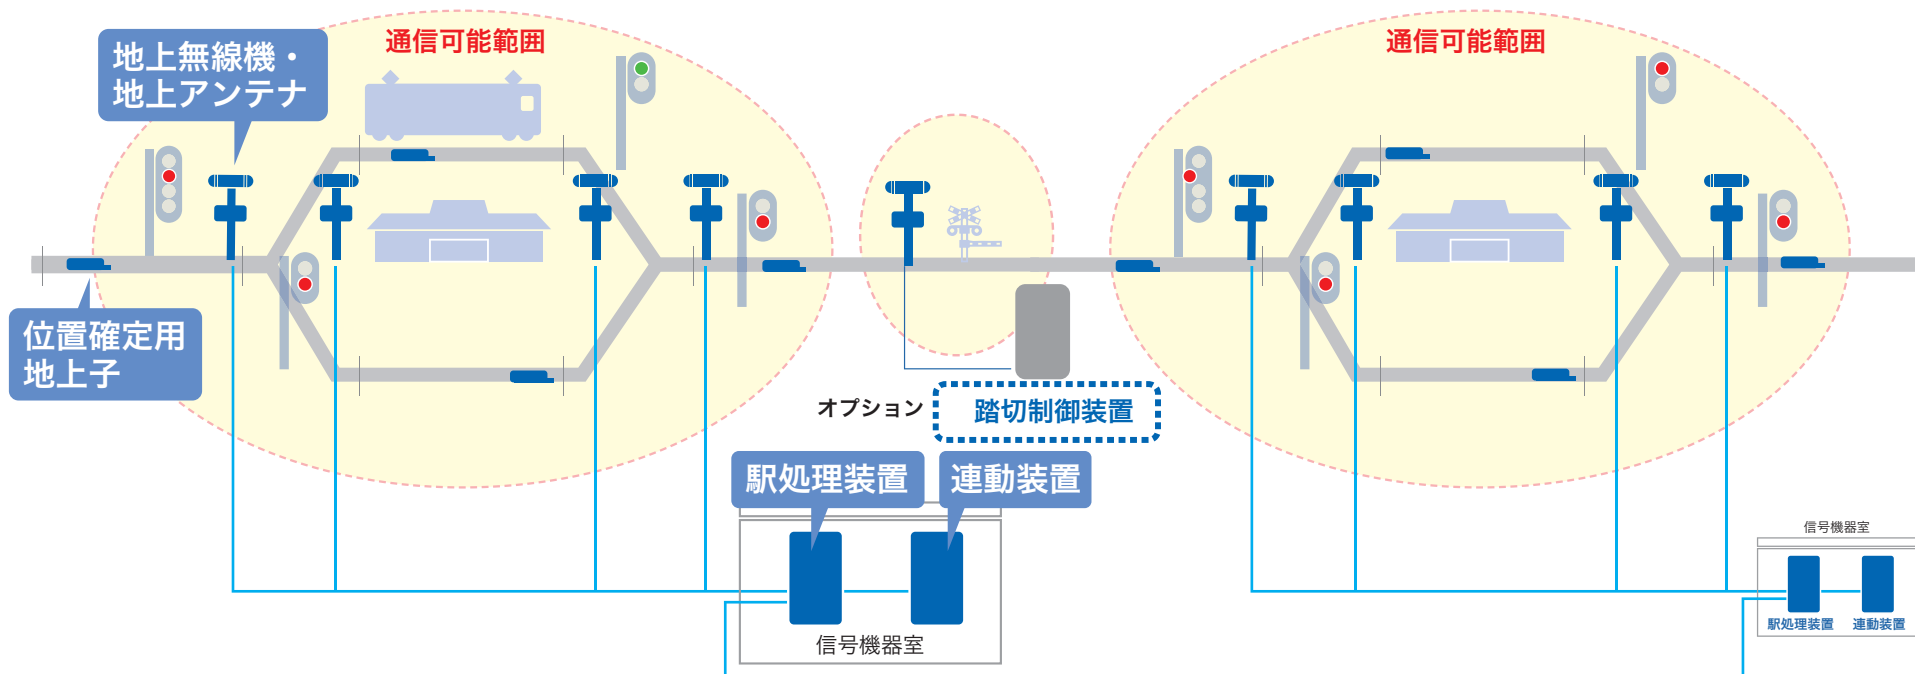 通信可能範囲
通信可能範囲
地上無線機・
地上アンテナ
位置確定用
地上子
オプション
踏切制御装置
駅処理装置
連動装置
信号機器室
信号機器室
駅処理装置
連動装置